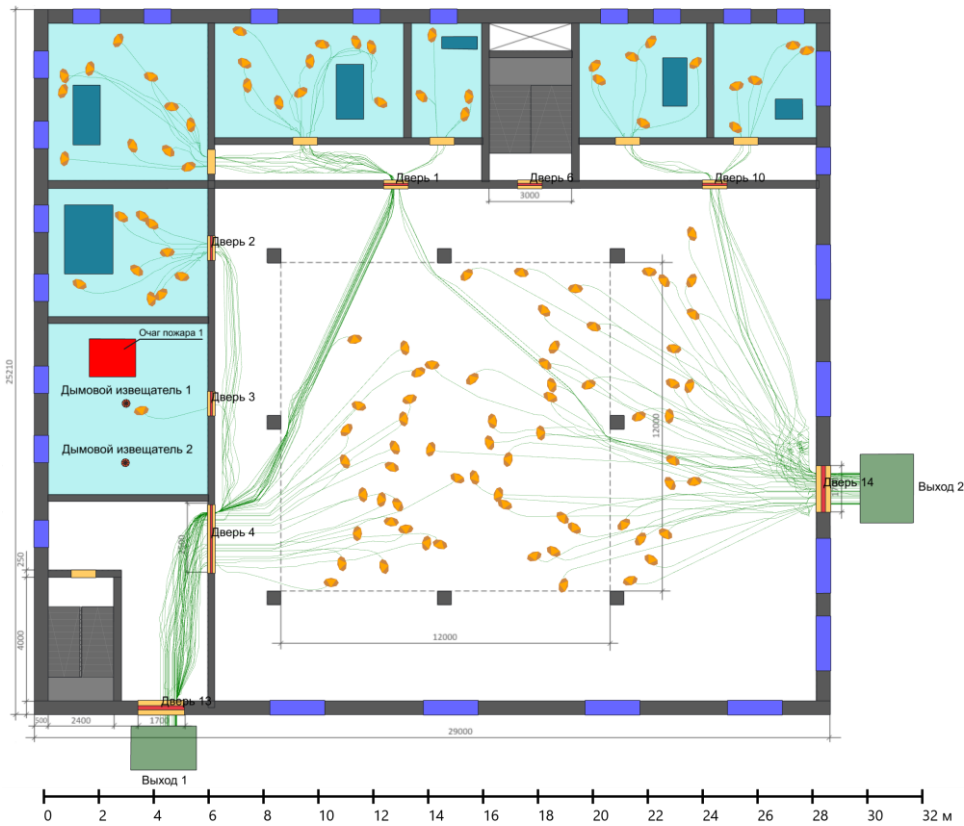 Дверь 1
Дверь 6
Дверь 10
3000
Дверь 2
25210
Очаг пожара 1
Дымовой извещатель 1
Дверь 3
12000
Дымовой извещатель 2
Дверь 14
Выход 2
Дверь 4
250
4000
12000
Дверь 13
500
2400
1700
29000
Выход 1
0 2 4 6 8 10 12 14 16 18 20 22 24 26 28 30 32 м